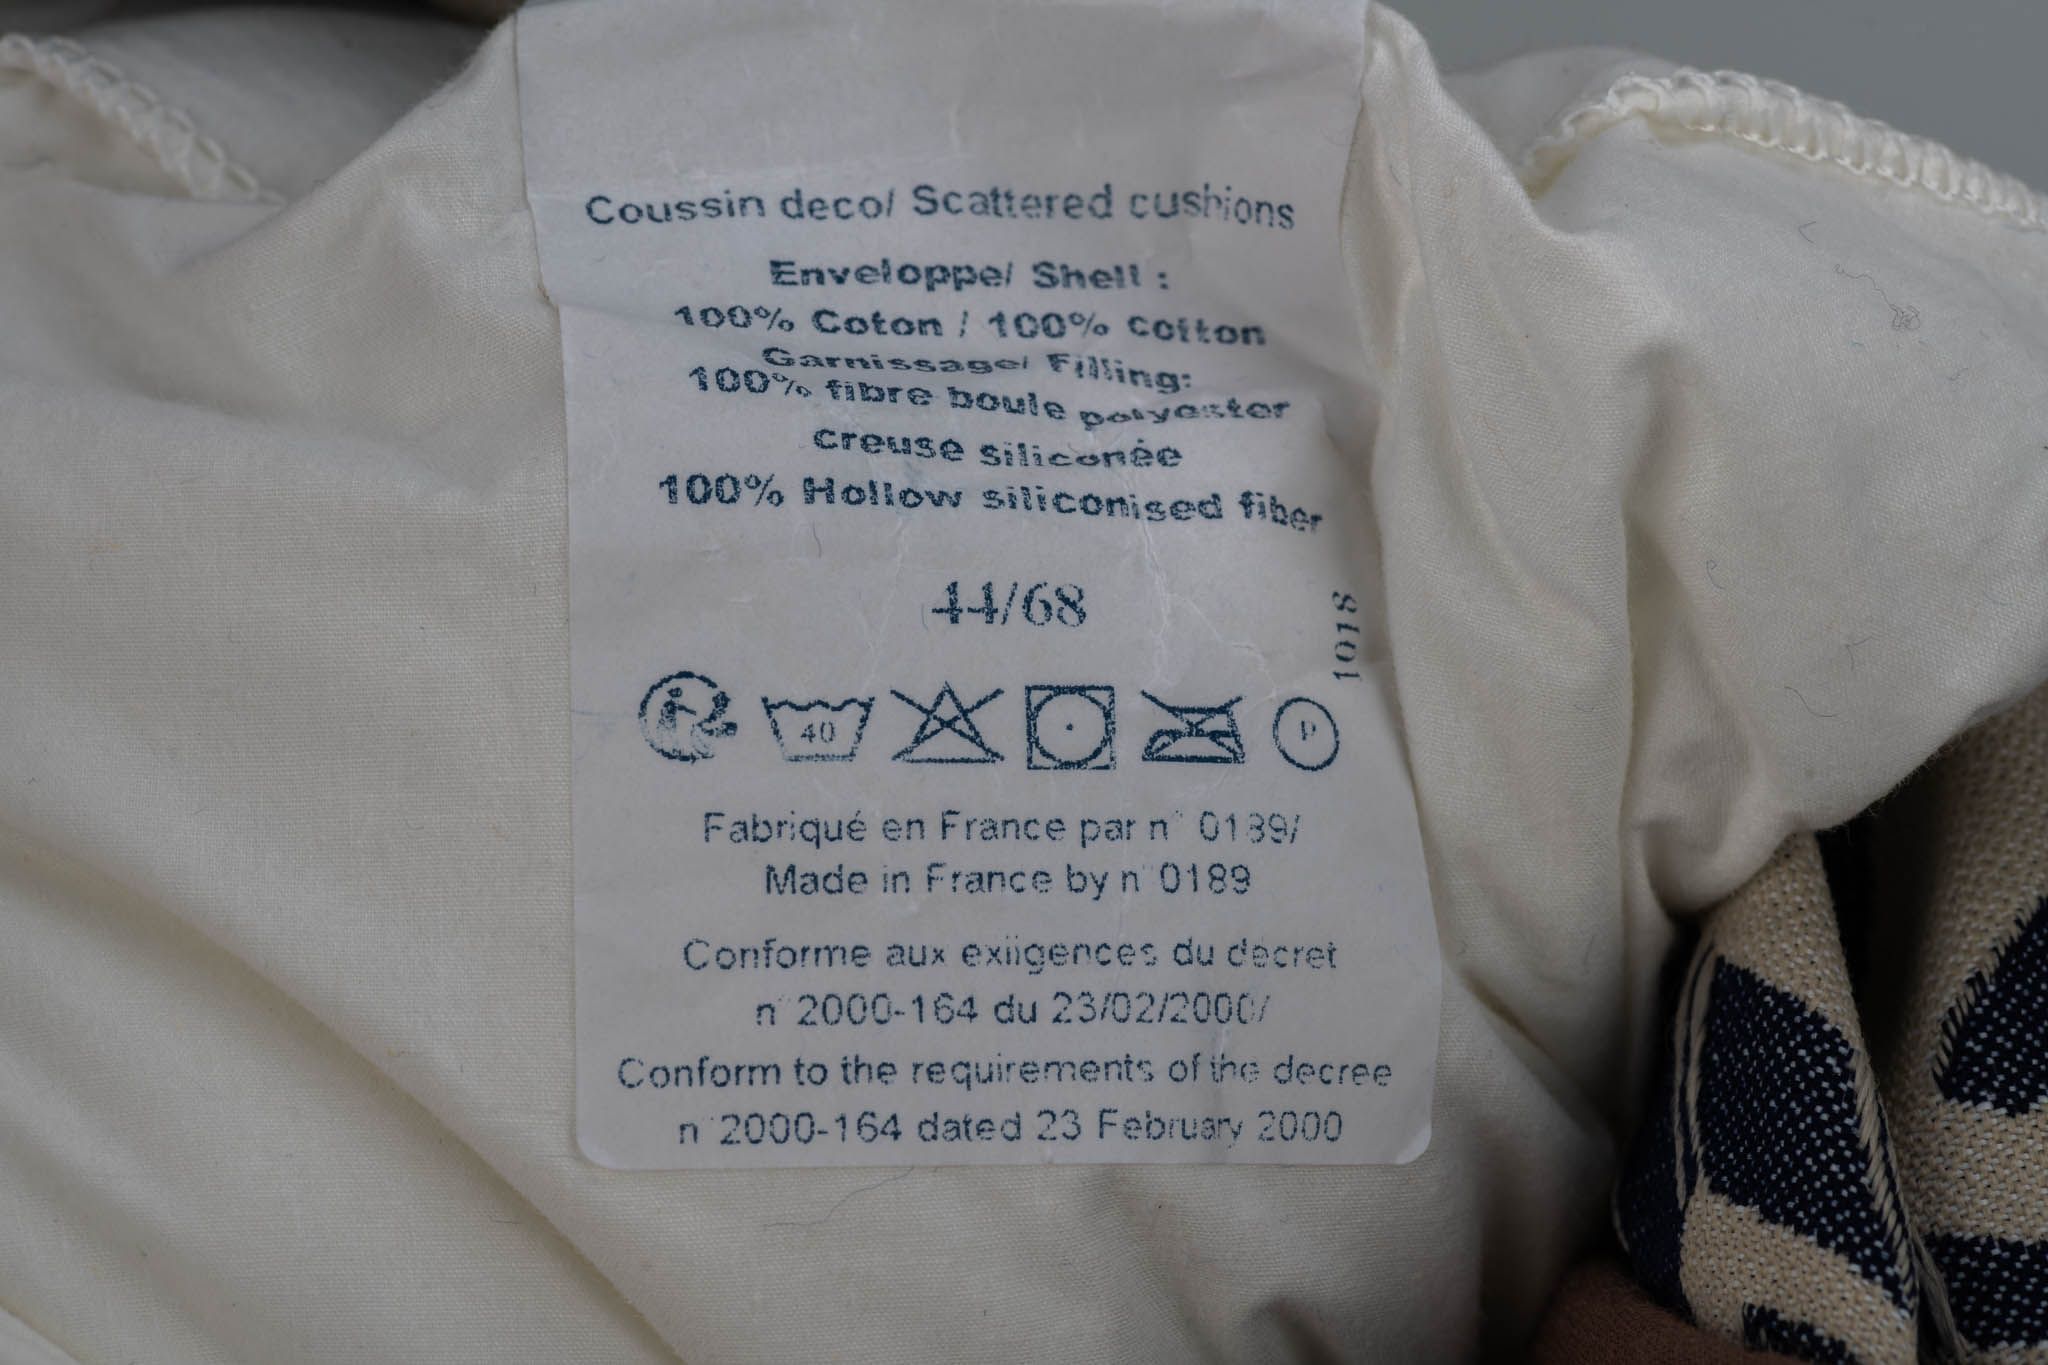 Coussin deco/ Scattered cushions
Enveloppe/ Shell :
100% Coton / 100% cotton
Garnissage/ Filling:
100% fibre boule polyester
creuse siliconée
100% Hollow siliconised fiber
44/68
1018
40
P
Fabriqué en France par n° 0189/
Made in France by n°0189
Conforme aux exiigences du décret
n° 2000-164 du 23/02/2000/
Conform to the requirements of the decree
n°2000-164 dated 23 February 2000